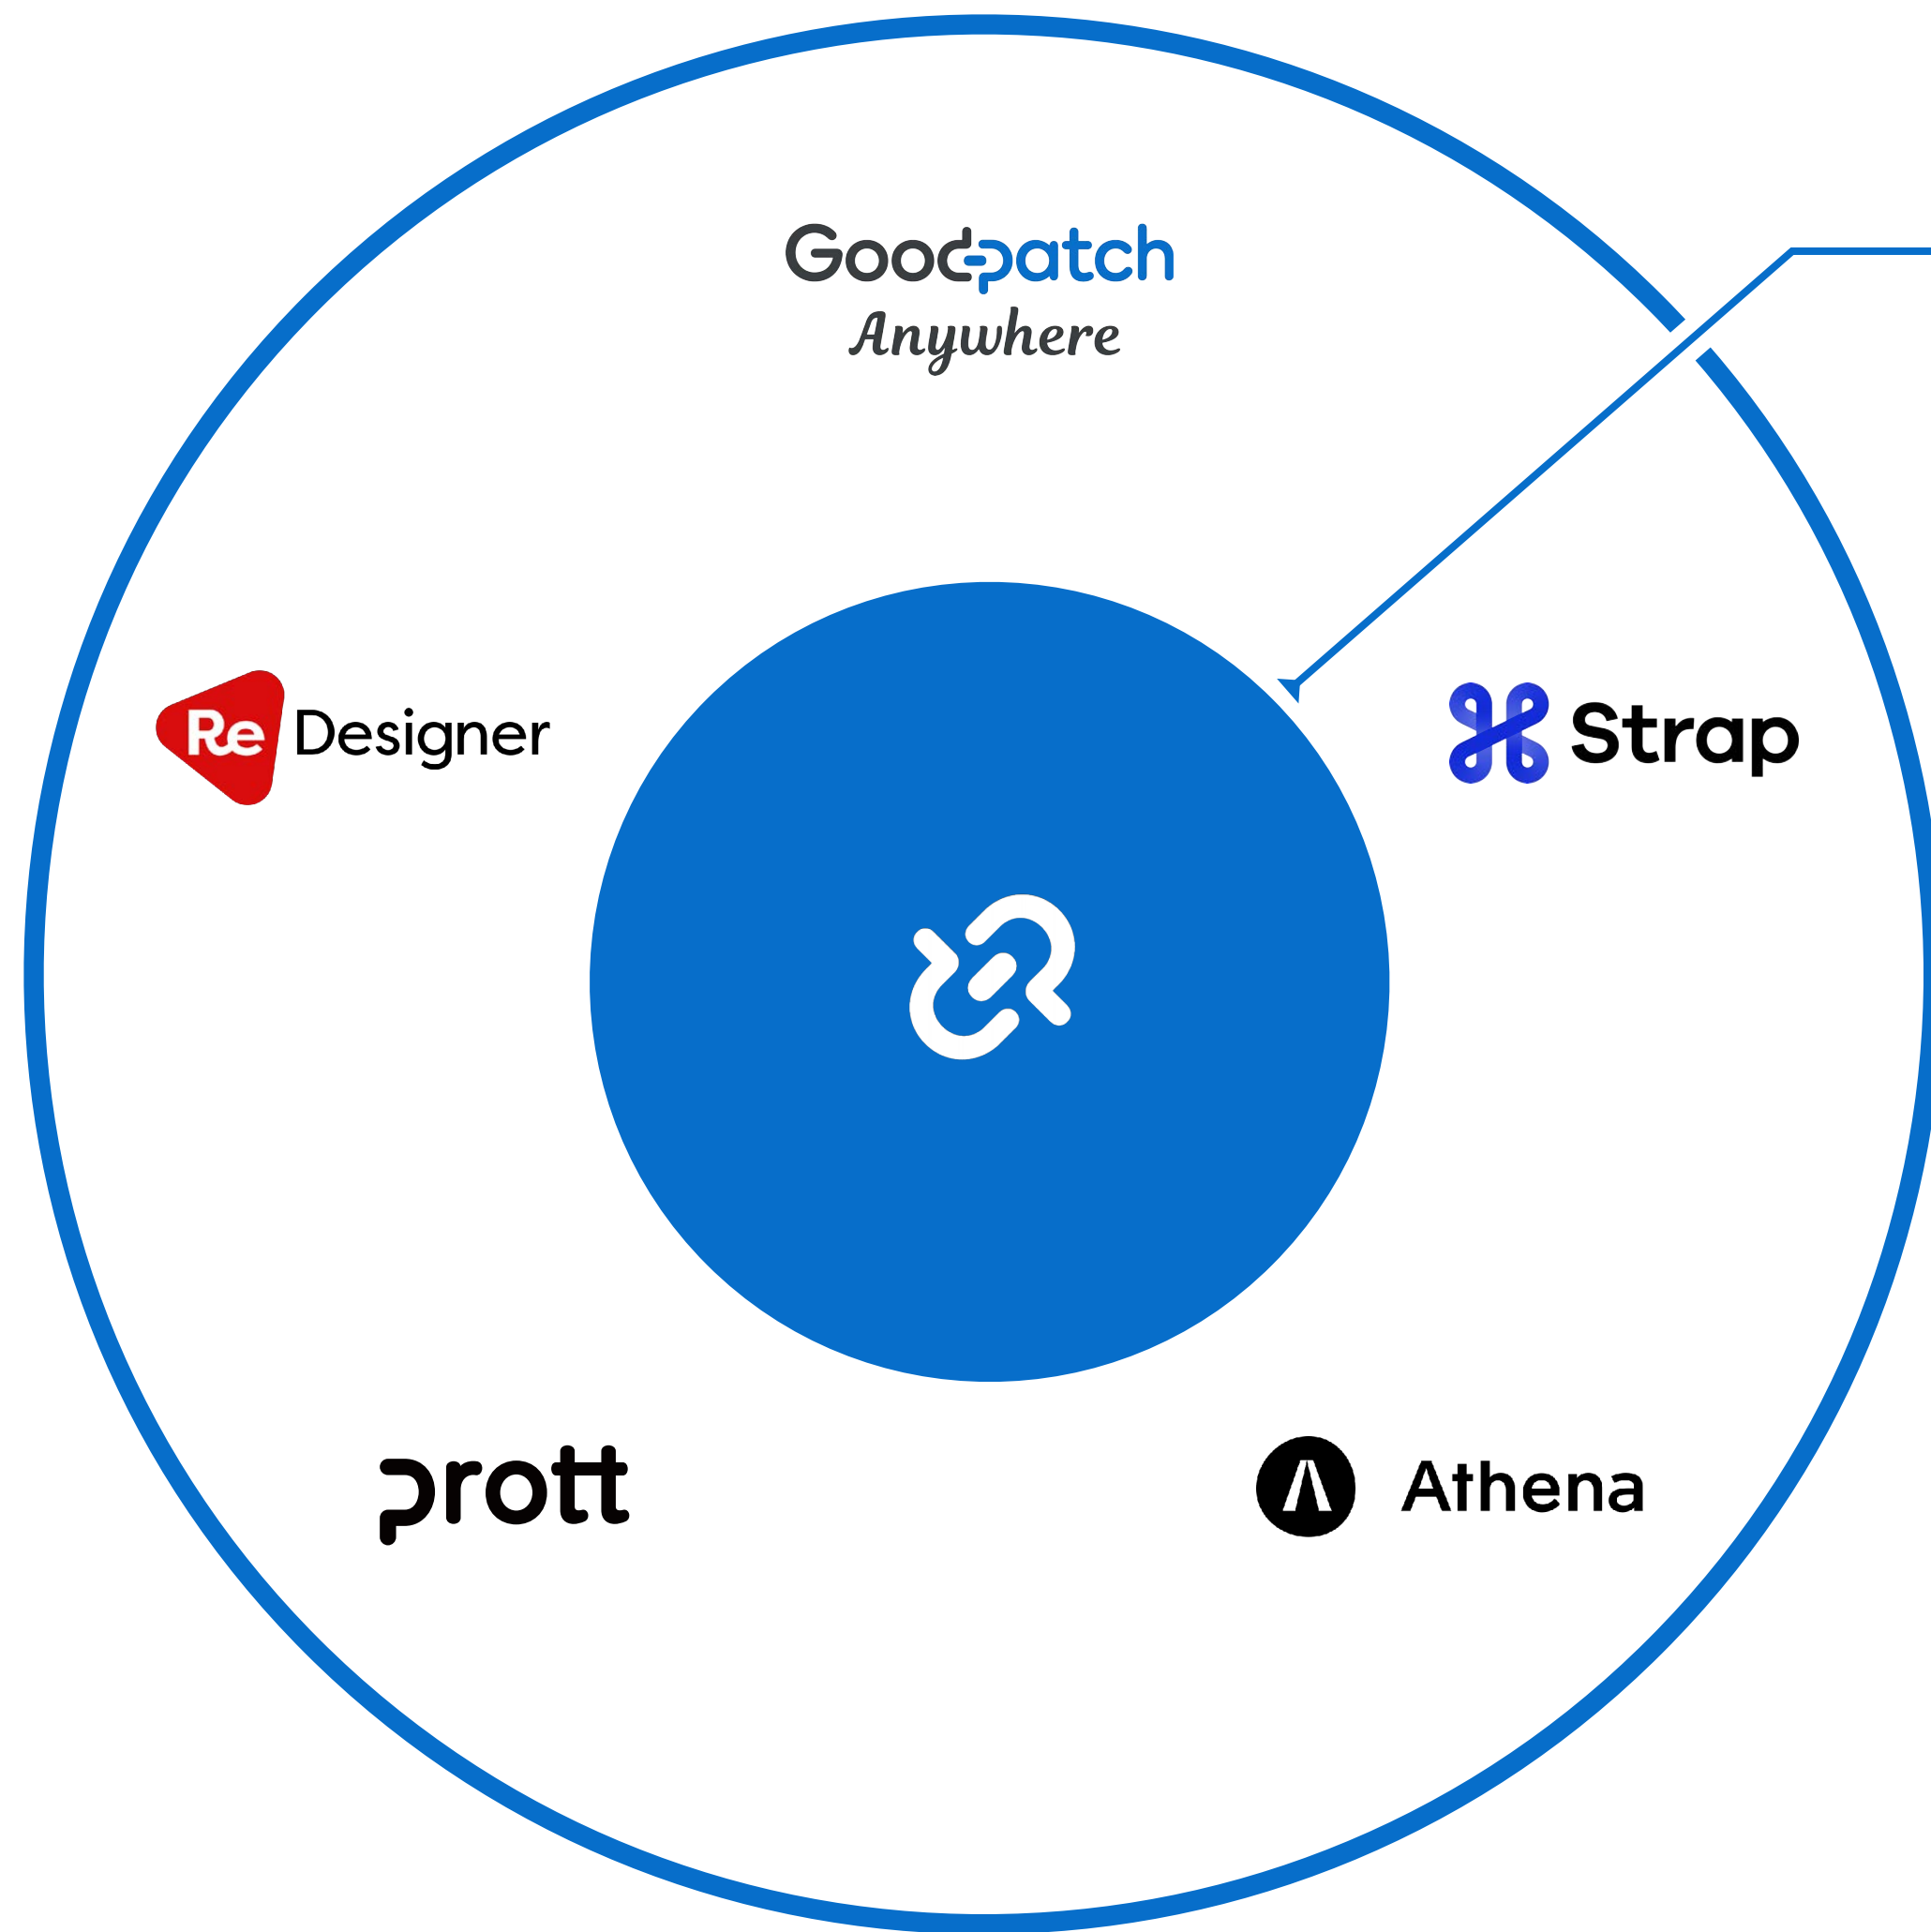 Goodpatch
Anywhere
Re Designer
Strap
prott
Athena